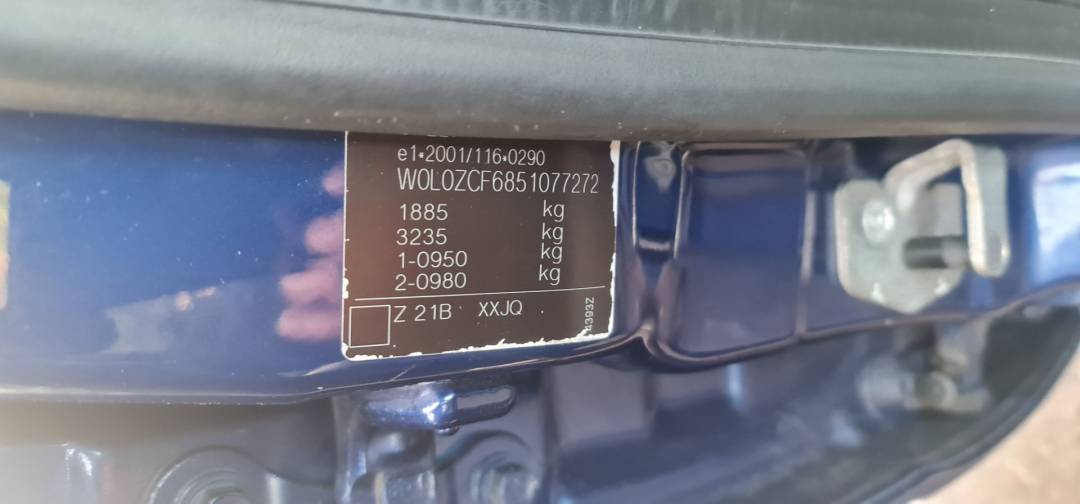 e1*2001/116*0290
W0L0ZCF6851077272
1885 kg
3235 kg
1-0950 kg
2-0980 kg
Z 21B XXJQ